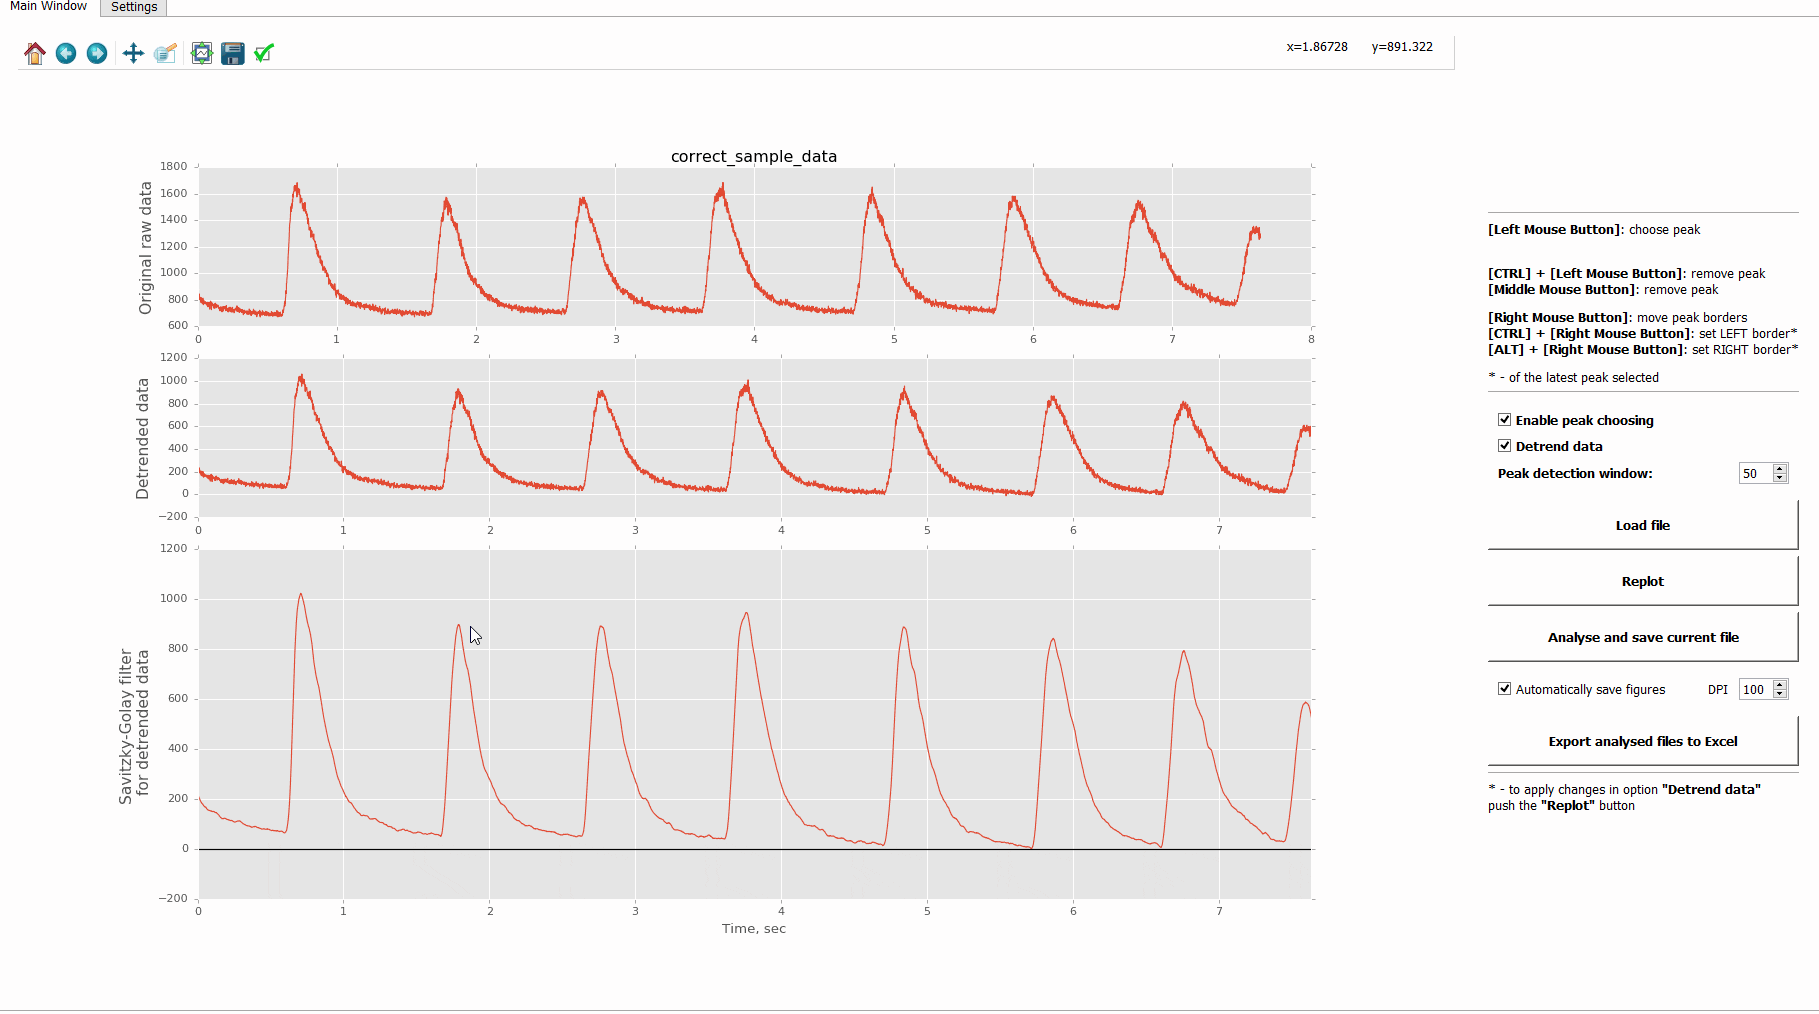 Main Window
Settings
x=1.86728 y=891.322
correct_sample_data
Original raw data
1800
1600
1400
1200
1000
800
600
0 1 2 3 4 5 6 7 8
Detrended data
1200
1000
800
600
400
200
0
−200
0 1 2 3 4 5 6 7
Savitzky-Golay filter
for detrended data
1200
1000
800
600
400
200
0
−200
0 1 2 3 4 5 6 7
Time, sec
[Left Mouse Button]: choose peak
[CTRL] + [Left Mouse Button]: remove peak
[Middle Mouse Button]: remove peak
[Right Mouse Button]: move peak borders
[CTRL] + [Right Mouse Button]: set LEFT border*
[ALT] + [Right Mouse Button]: set RIGHT border*
* - of the latest peak selected
Enable peak choosing
Detrend data
Peak detection window: 50
Load file
Replot
Analyse and save current file
Automatically save figures DPI 100
Export analysed files to Excel
* - to apply changes in option "Detrend data"
push the "Replot" button